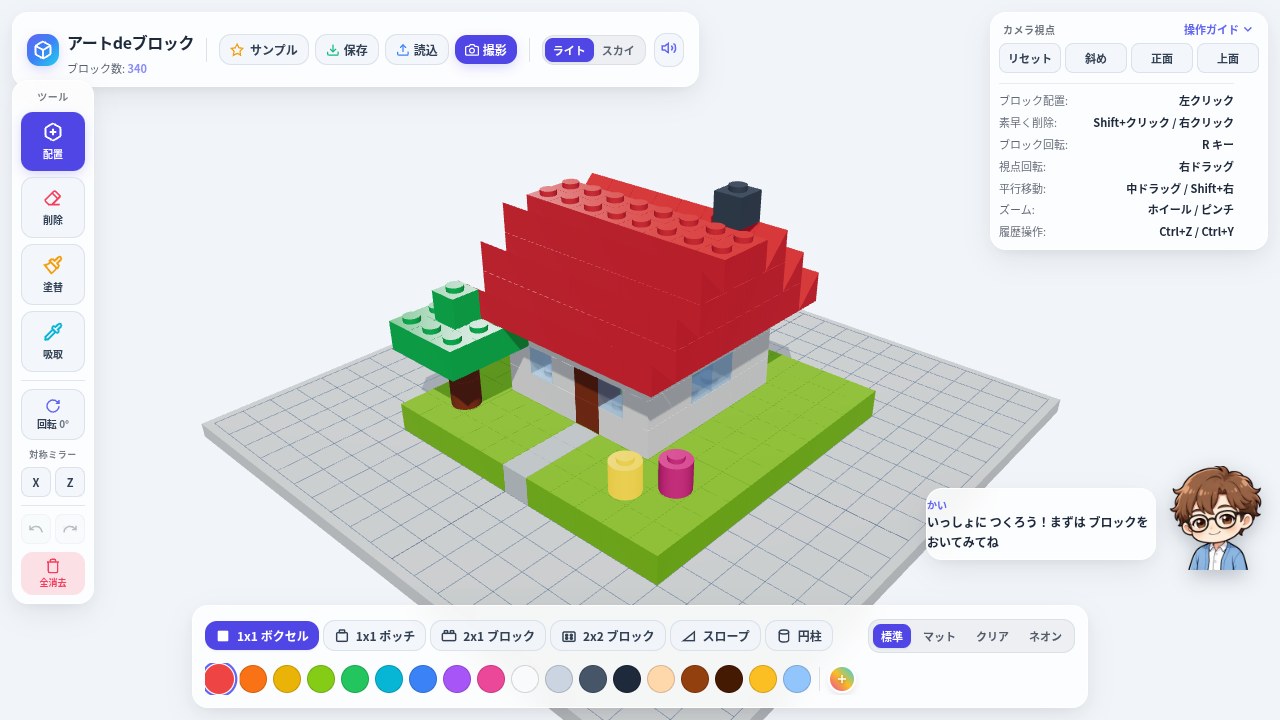 アートdeブロック
ブロック数: 340
サンプル
保存
読込
撮影
ライト
スカイ
カメラ視点
操作ガイド
リセット
斜め
正面
上面
ブロック配置: 左クリック
素早く削除: Shift+クリック / 右クリック
ブロック回転: R キー
視点回転: 右ドラッグ
平行移動: 中ドラッグ / Shift+右
ズーム: ホイール / ピンチ
履歴操作: Ctrl+Z / Ctrl+Y
ツール
配置
削除
塗替
吸取
回転 0°
対称ミラー
X
Z
全消去
かい
いっしょに つくろう！まずは ブロックを
おいてみてね
1x1 ボクセル
1x1 ポッチ
2x1 ブロック
2x2 ブロック
スロープ
円柱
標準
マット
クリア
ネオン